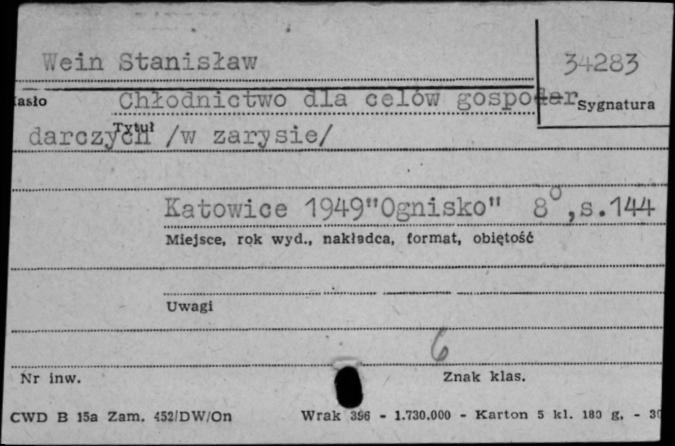 Wein Stanisław 34283
asło Chłodnictwo dla celów gospodar Sygnatura
Tytuł
darczych /w zarysie/
Katowice 1949"Ognisko" 8°,s.144
Miejsce, rok wyd., nakładca, format, objętość
Uwagi
6
Nr inw. Znak klas.
CWD B 15a Zam. 452/DW/On Wrak 396 - 1.730.000 - Karton 5 kl. 180 g. - 30